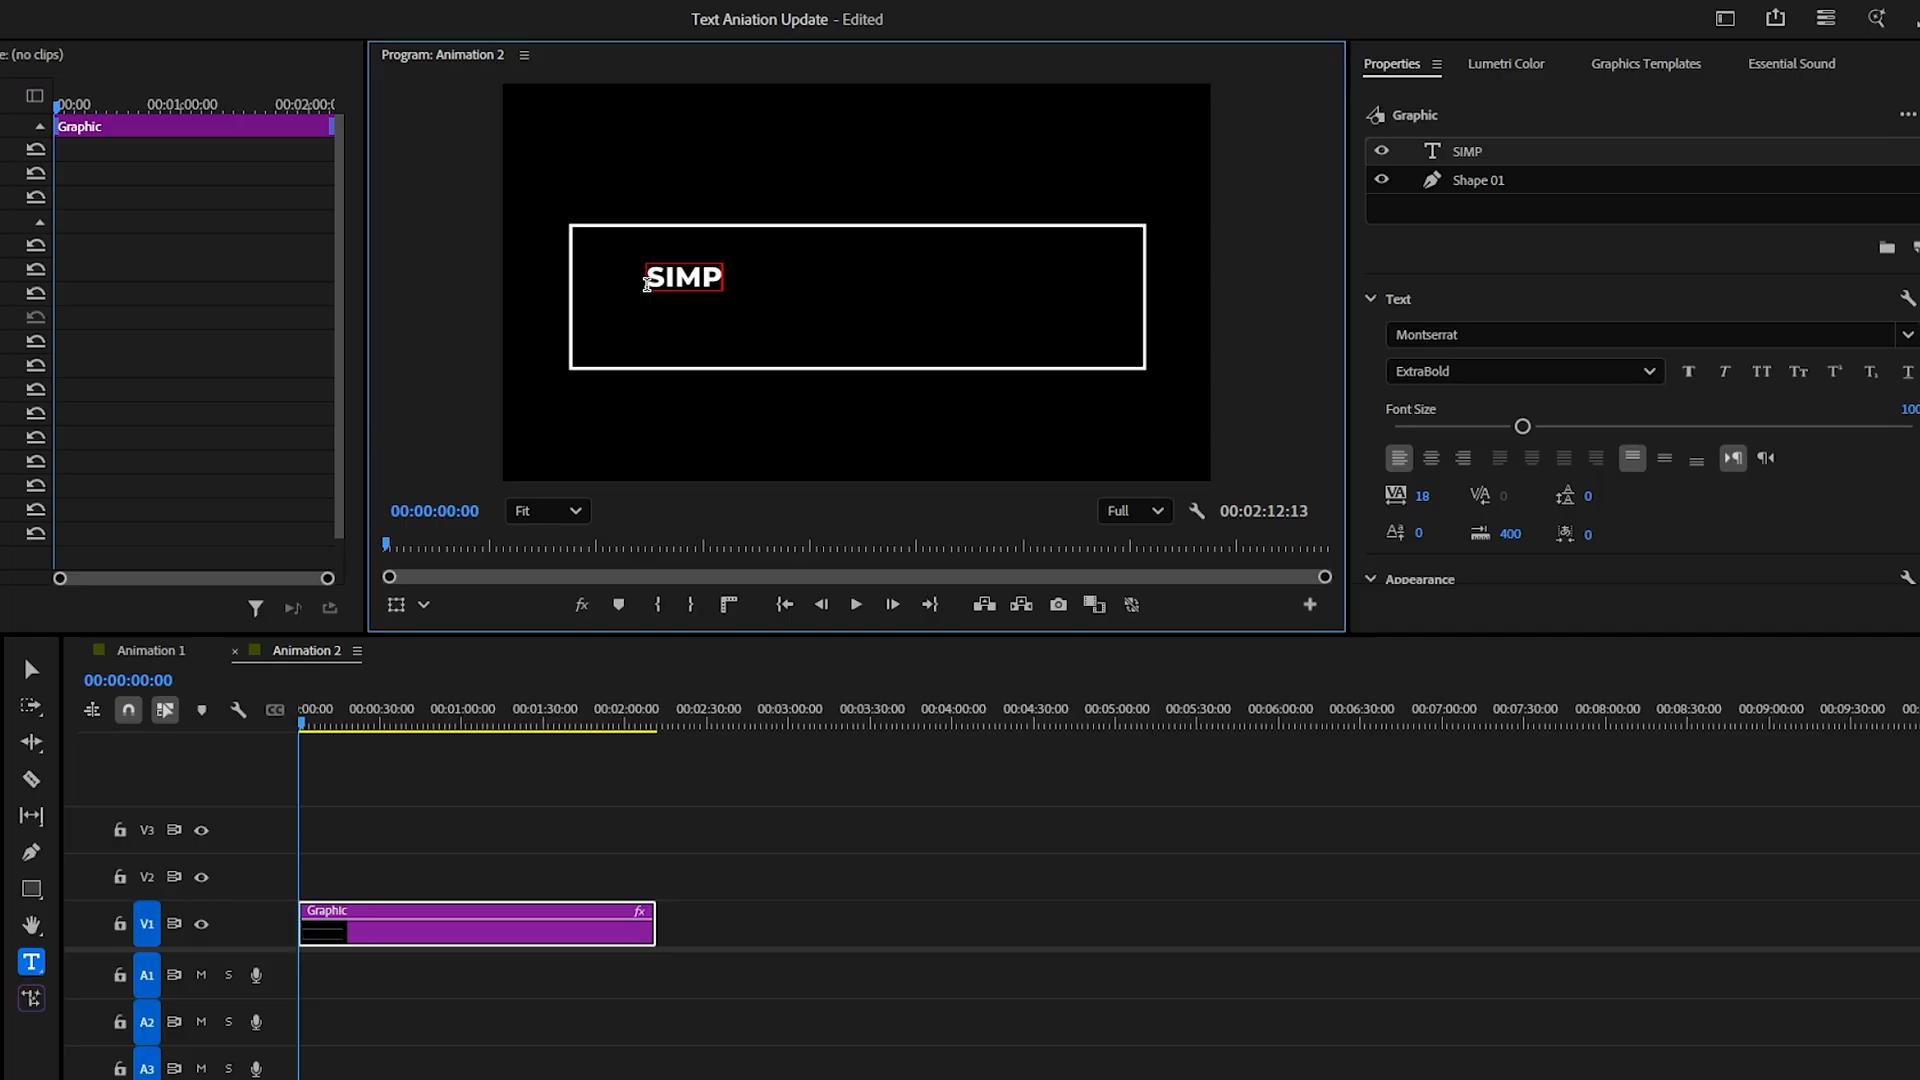 Text Aniation Update - Edited
e: (no clips)
Program: Animation 2
Properties
Lumetri Color
Graphics Templates
Essential Sound
:00:00 00:01:00:00 00:02:00:
Graphic
Graphic
SIMP
Shape 01
SIMP
Text
Montserrat
ExtraBold
Font Size
100
18
0
0
0
400
0
Appearance
00:00:00:00
Fit
Full
00:02:12:13
fx
Animation 1
× Animation 2
00:00:00:00
CC
:00:00 00:00:30:00 00:01:00:00 00:01:30:00 00:02:00:00 00:02:30:00 00:03:00:00 00:03:30:00 00:04:00:00 00:04:30:00 00:05:00:00 00:05:30:00 00:06:00:00 00:06:30:00 00:07:00:00 00:07:30:00 00:08:00:00 00:08:30:00 00:09:00:00 00:09:30:00 00:
V3
V2
Graphic fx
V1
A1 M S
A2 M S
A3 M S